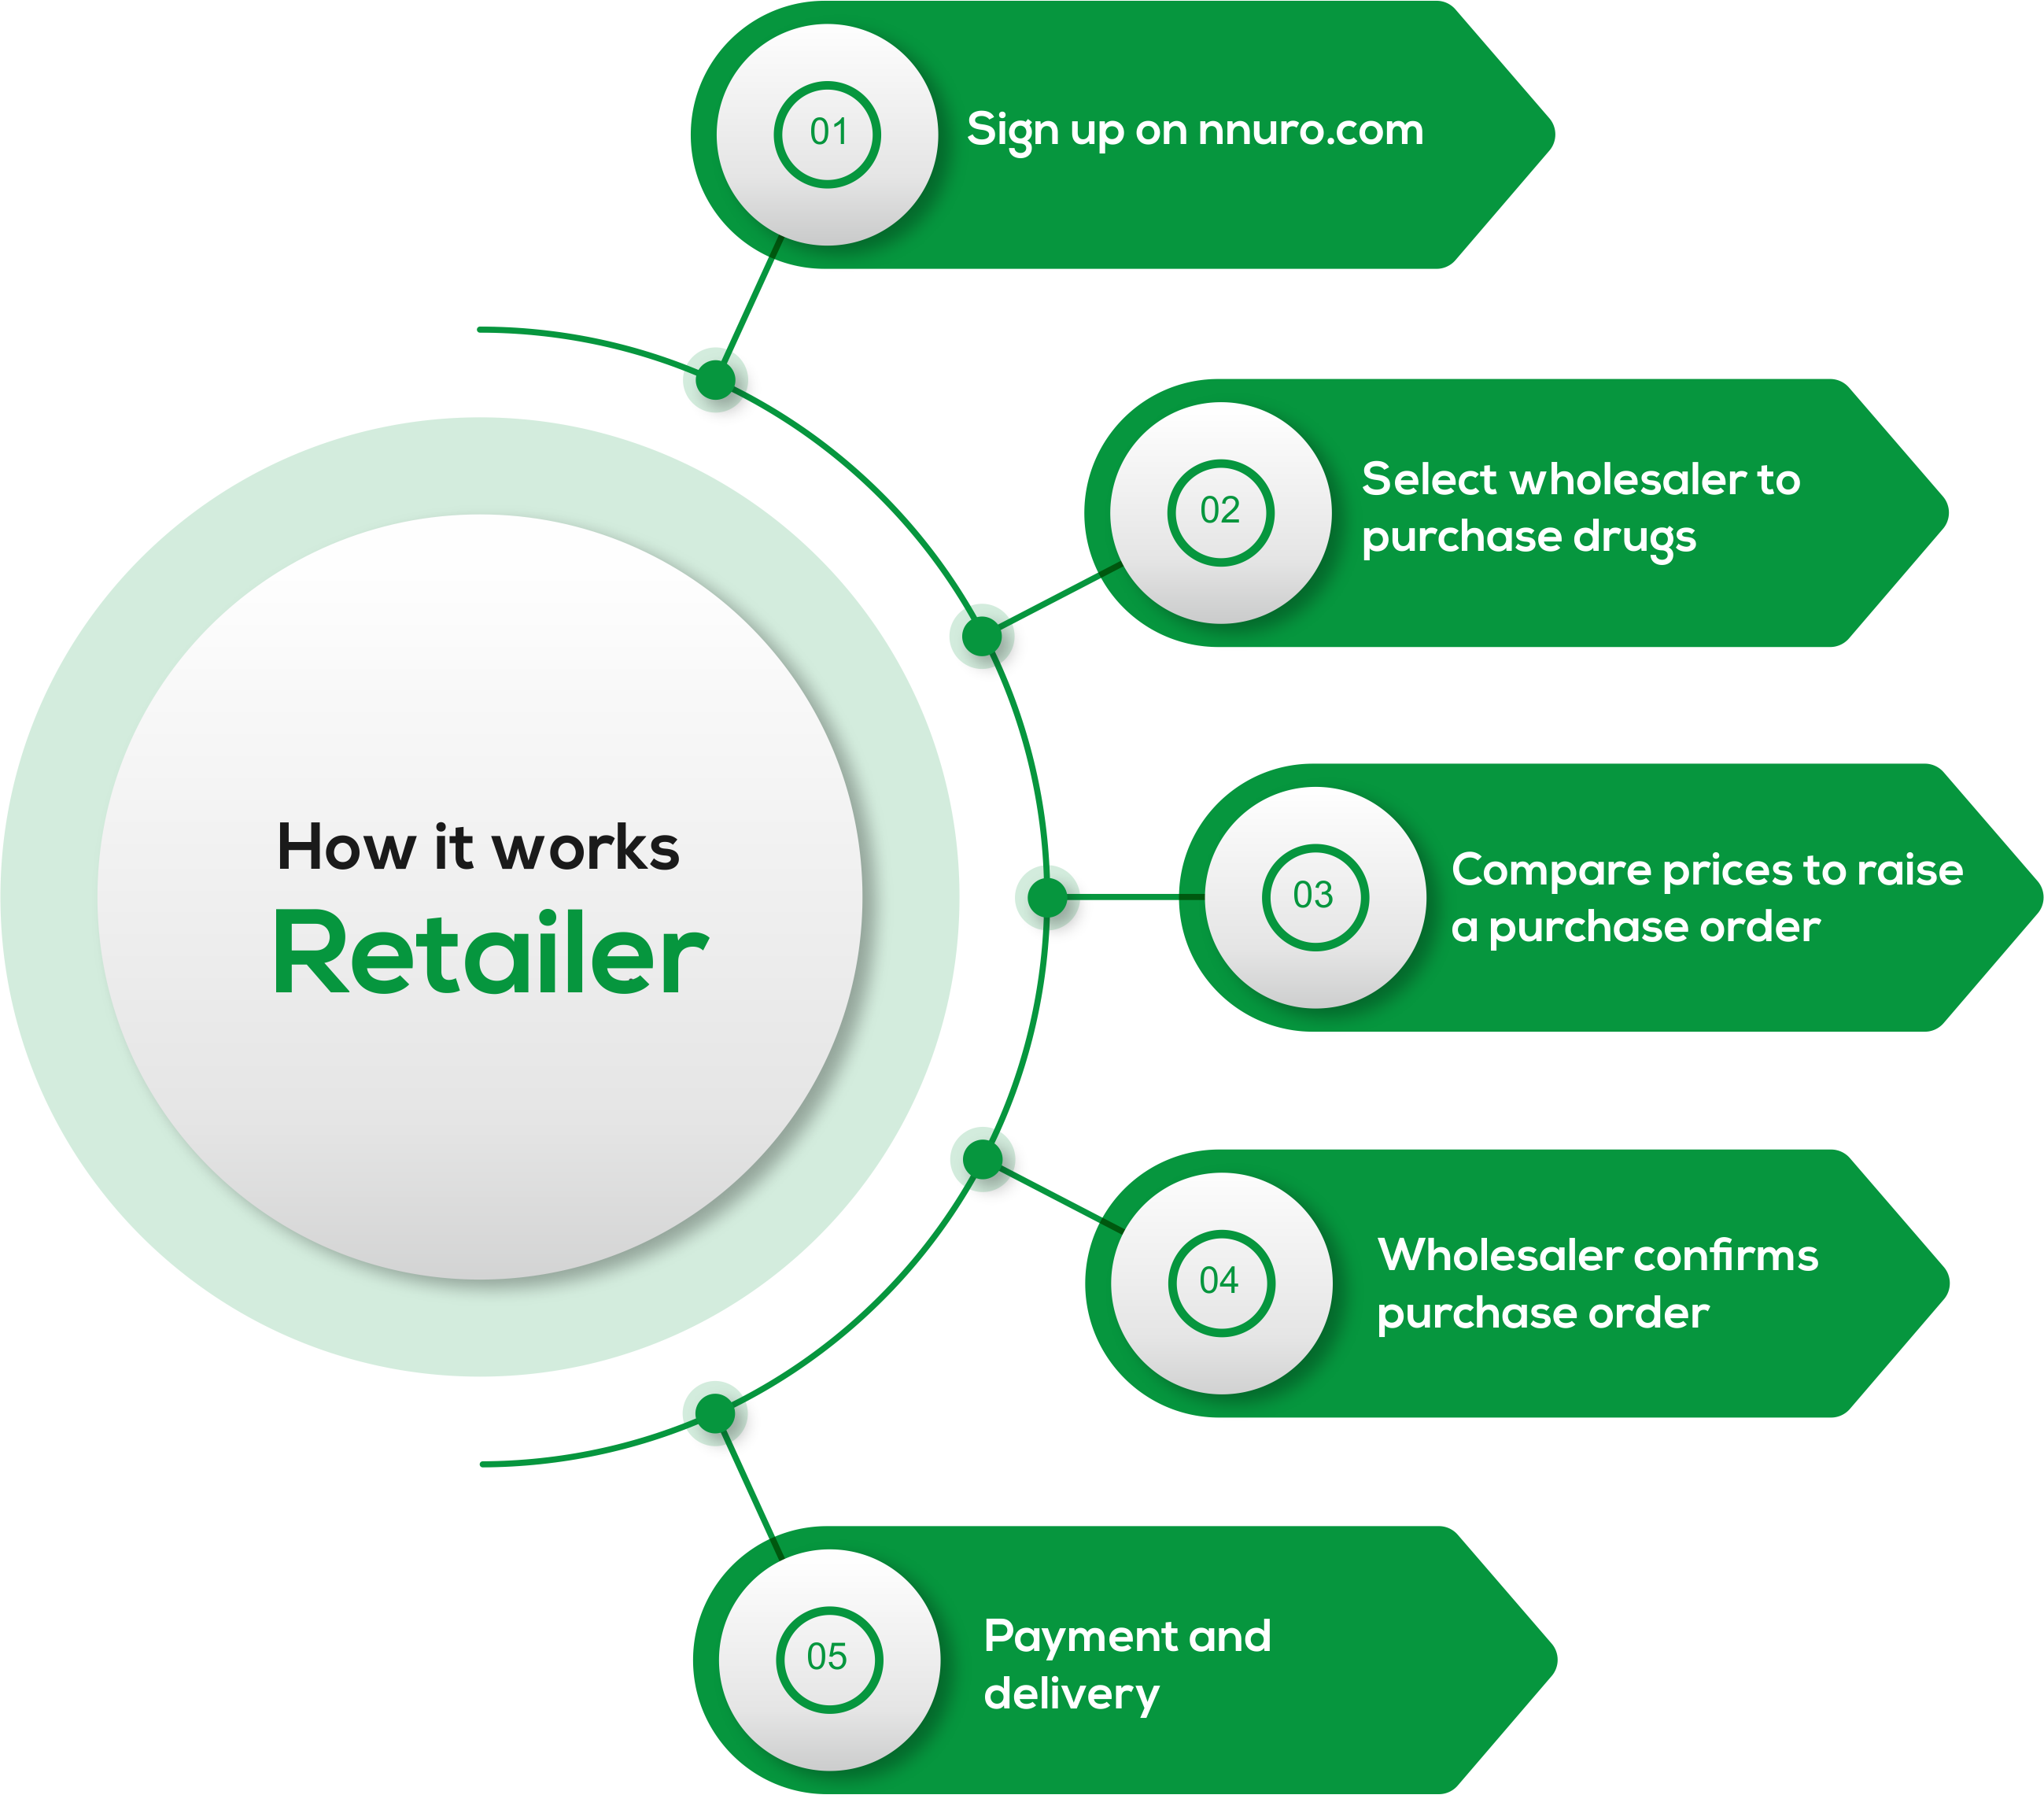 01
Sign up on nnuro.com
02
Select wholesaler to
purchase drugs
How it works
Retailer
03
Compare prices to raise
a purchase order
04
Wholesaler confirms
purchase order
05
Payment and
delivery